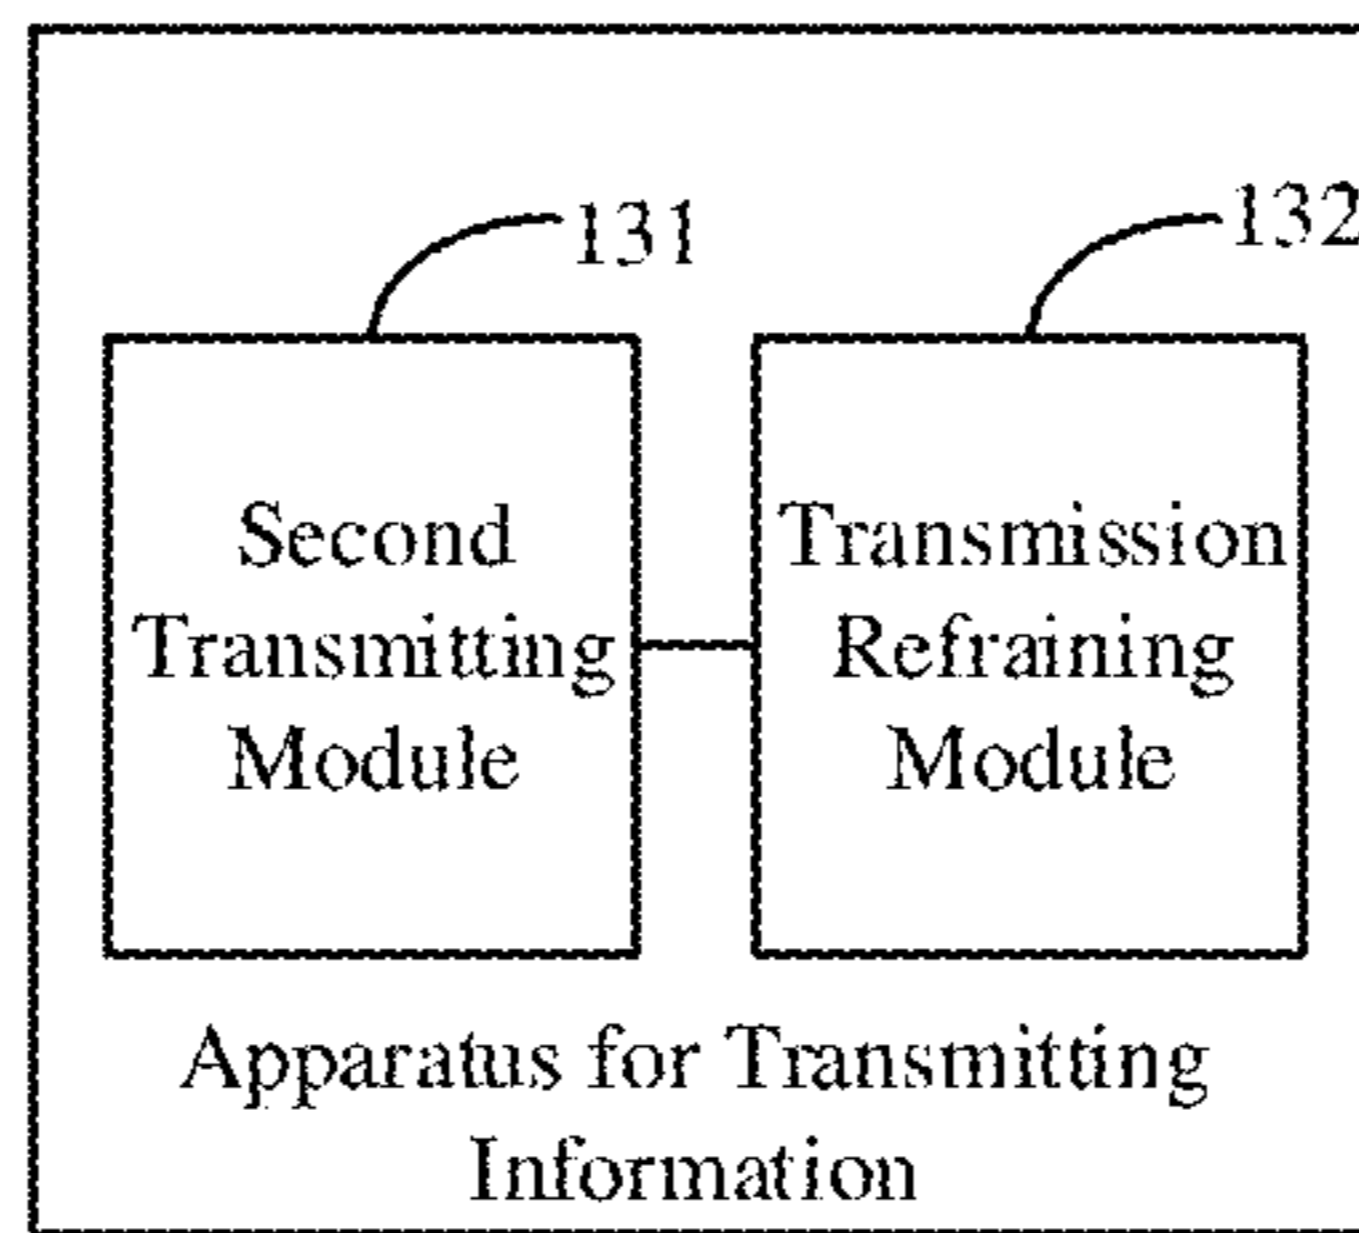 131
132
Second
Transmitting
Module
Transmission
Refraining
Module
Apparatus for Transmitting
Information